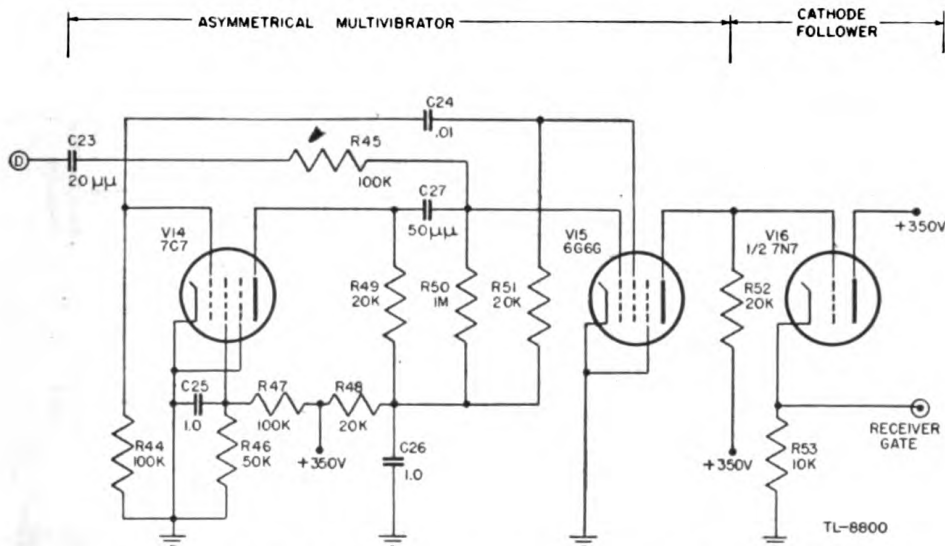 ASYMMETRICAL MULTIVIBRATOR
CATHODE
FOLLOWER
C24
.01
C23
20 µµ
R45
100K
D
C27
50µµ
V14
7C7
V15
6G6G
V16
1/2 7N7
+350V
R49
20K
R50
1M
R51
20K
R52
20K
C25
1.0
R47
100K
R48
20K
+350V
R44
100K
R46
50K
C26
1.0
+350V
R53
10K
RECEIVER
GATE
TL-8800